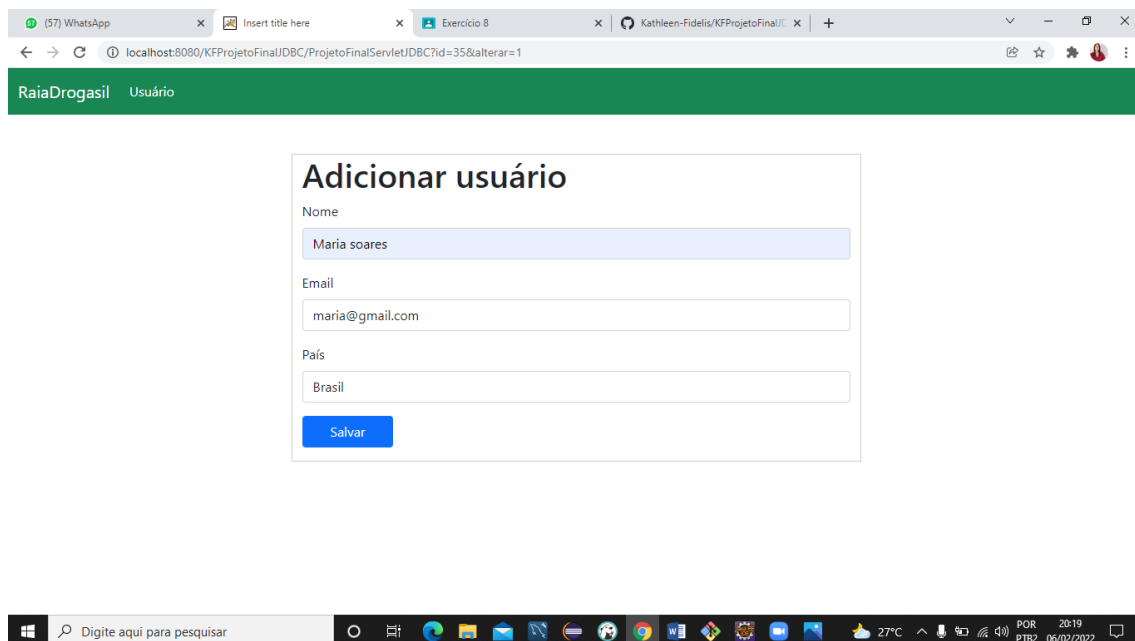 (57) WhatsApp
Insert title here
Exercício 8
Kathleen-Fidelis/KFProjetoFinalJD
localhost:8080/KFProjetoFinalJDBC/ProjetoFinalServletJDBC?id=35&alterar=1
RaiaDrogasil Usuário
Adicionar usuário
Nome
Maria soares
Email
maria@gmail.com
País
Brasil
Salvar
Digite aqui para pesquisar
27°C
POR
PTB2
20:19
06/02/2022